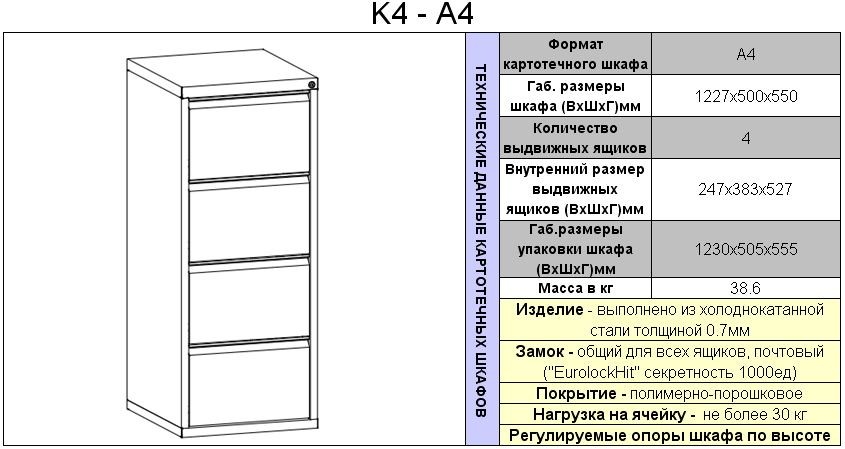 K4 - A4
ТЕХНИЧЕСКИЕ ДАННЫЕ КАРТОТЕЧНЫХ ШКАФОВ
Формат
картотечного шкафа
A4
Габ. размеры
шкафа (ВхШхГ)мм
1227х500х550
Количество
выдвижных ящиков
4
Внутренний размер
выдвижных
ящиков (ВхШхГ)мм
247х383х527
Габ.размеры
упаковки шкафа
(ВхШхГ)мм
1230х505х555
Масса в кг
38.6
Изделие - выполнено из холоднокатанной
стали толщиной 0.7мм
Замок - общий для всех ящиков, почтовый
("EurolockHit" секретность 1000ед)
Покрытие - полимерно-порошковое
Нагрузка на ячейку - не более 30 кг
Регулируемые опоры шкафа по высоте